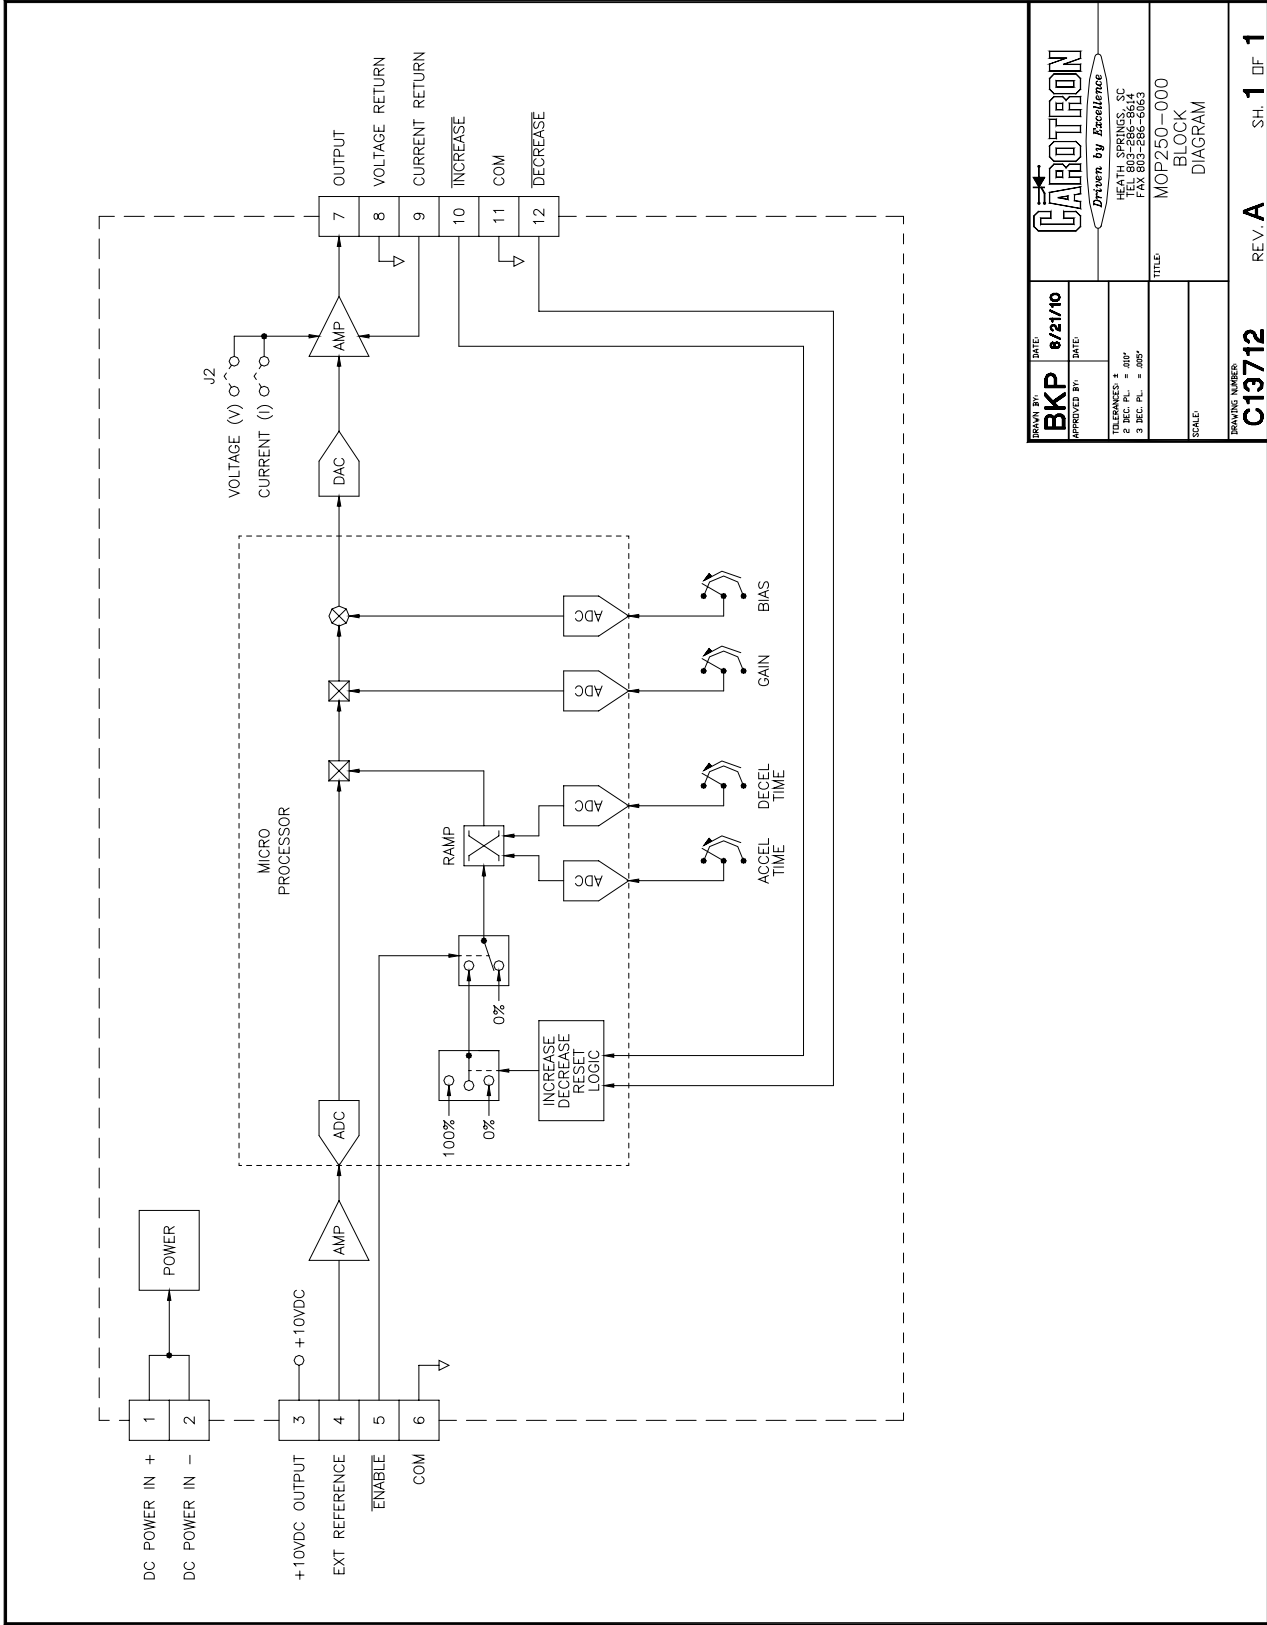 DC POWER IN +
DC POWER IN -
1
2
POWER
+10VDC OUTPUT
EXT REFERENCE
ENABLE
COM
3
4
5
6
+10VDC
AMP
ADC
MICRO
PROCESSOR
100%
0%
0%
INCREASE
DECREASE
RESET
LOGIC
RAMP
ADC
ADC
ADC
ADC
ACCEL
TIME
DECEL
TIME
GAIN
BIAS
DAC
J2
VOLTAGE (V)
CURRENT (I)
AMP
7
8
9
10
11
12
OUTPUT
VOLTAGE RETURN
CURRENT RETURN
INCREASE
COM
DECREASE
DRAWN BY:
BKP
DATE:
6/21/10
APPROVED BY:
DATE:
TOLERANCES: ±
2 DEC. PL. = .010"
3 DEC. PL. = .005"
SCALE:
CAROTRON
Driven by Excellence
HEATH SPRINGS, SC
TEL 803-286-8614
FAX 803-286-6063
TITLE:
MOP250-000
BLOCK
DIAGRAM
DRAWING NUMBER:
C13712
REV. A
SH. 1 OF 1